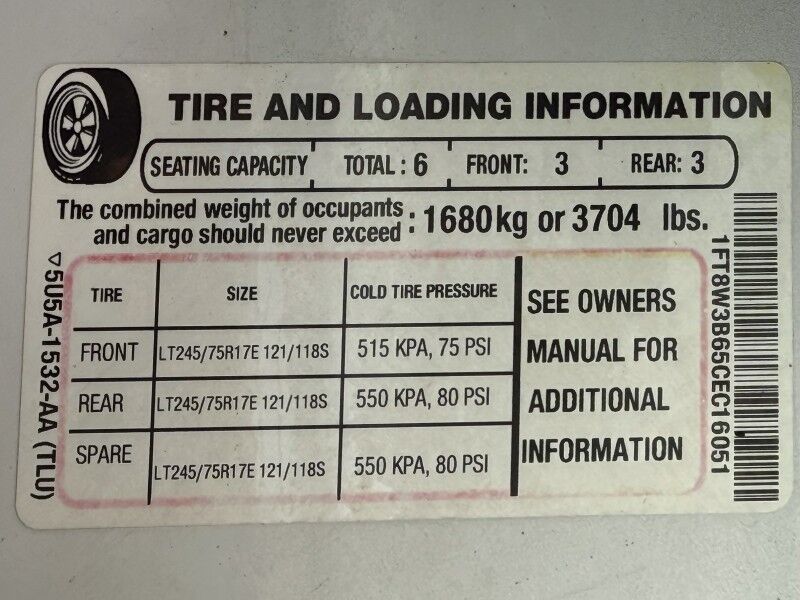 TIRE AND LOADING INFORMATION
SEATING CAPACITY TOTAL : 6 FRONT: 3 REAR: 3
The combined weight of occupants
and cargo should never exceed : 1680kg or 3704 lbs.
TIRE SIZE COLD TIRE PRESSURE
FRONT LT245/75R17E 121/118S 515 KPA, 75 PSI
REAR LT245/75R17E 121/118S 550 KPA, 80 PSI
SPARE LT245/75R17E 121/118S 550 KPA, 80 PSI
SEE OWNERS
MANUAL FOR
ADDITIONAL
INFORMATION
▽5U5A-1532-AA (TLU)
1FT8W3B65CEC16051